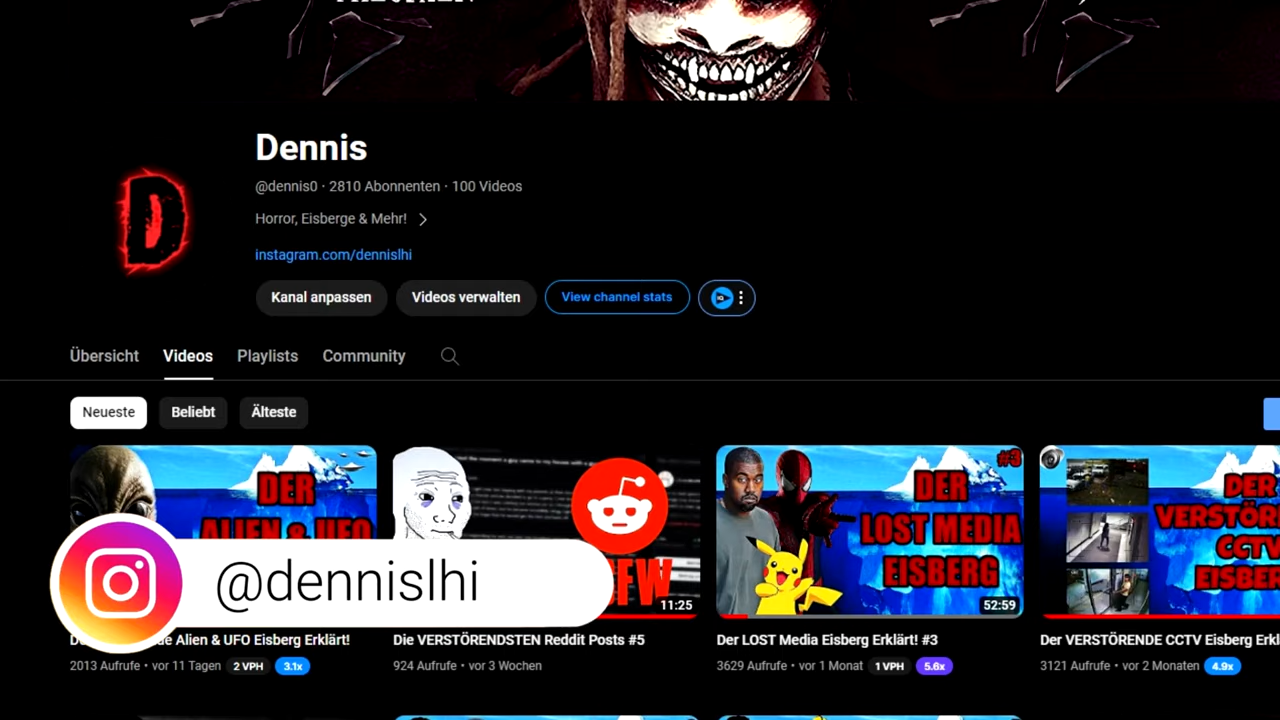 Dennis
@dennis0 · 2810 Abonnenten · 100 Videos
Horror, Eisberge & Mehr!
instagram.com/dennislhi
Kanal anpassen
Videos verwalten
View channel stats
Übersicht
Videos
Playlists
Community
Neueste
Beliebt
Älteste
DER
ALIEN & UFO
11:25
#3
DER
LOST MEDIA
EISBERG
52:59
DER
CCTV
@dennislhi
Alien & UFO Eisberg Erklärt!
2013 Aufrufe · vor 11 Tagen 2 VPH 3.1x
Die VERSTÖRENDSTEN Reddit Posts #5
924 Aufrufe · vor 3 Wochen
Der LOST Media Eisberg Erklärt! #3
3629 Aufrufe · vor 1 Monat 1 VPH 5.6x
Der VERSTÖRENDE CCTV Eisberg
3121 Aufrufe · vor 2 Monaten 4.9x